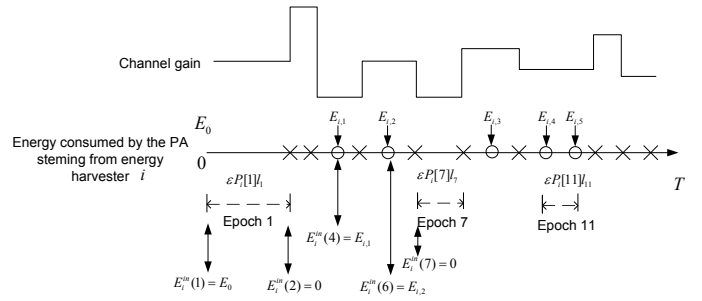 Channel gain
E_{i,1} E_{i,2} E_{i,3} E_{i,4} E_{i,5}
E_0
Energy consumed by the PA
steming from energy
harvester i
0
T
εP_i[1]l_1
εP_i[7]l_7
εP_i[11]l_{11}
Epoch 1
Epoch 7
Epoch 11
E_i^{in}(4) = E_{i,1}
E_i^{in}(7) = 0
E_i^{in}(1) = E_0
E_i^{in}(2) = 0
E_i^{in}(6) = E_{i,2}